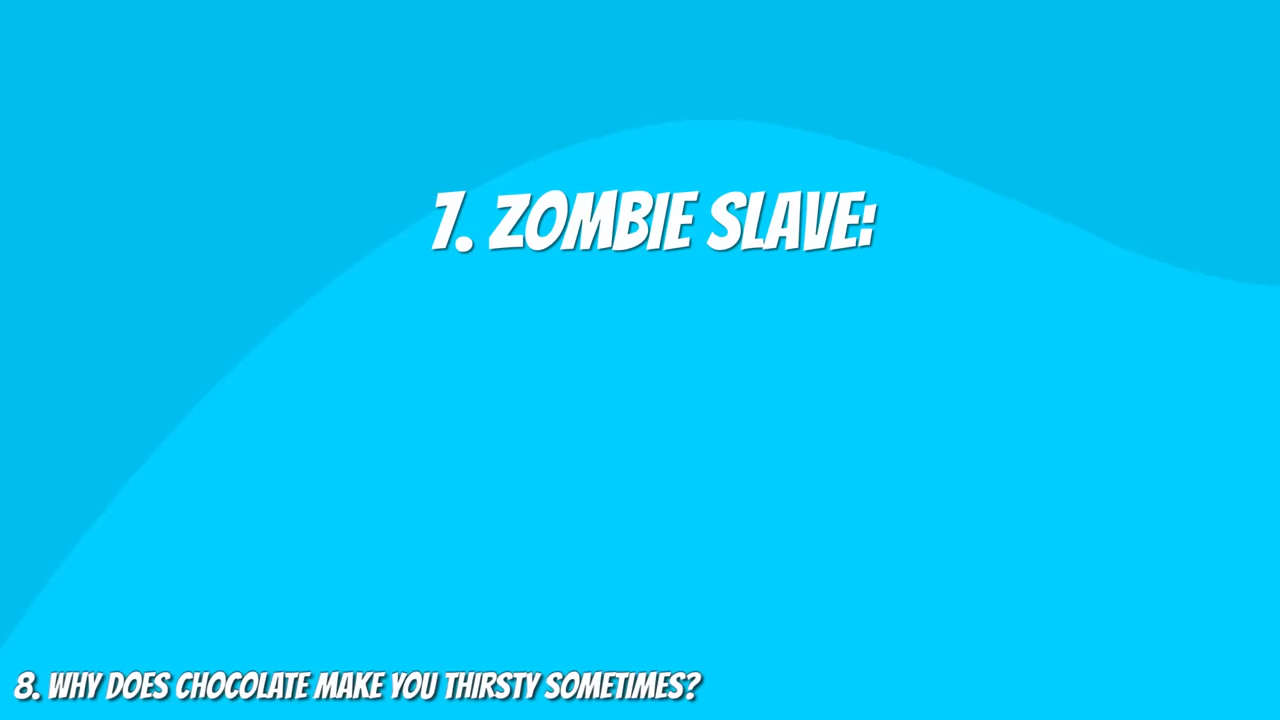 7. ZOMBIE SLAVE:
8. WHY DOES CHOCOLATE MAKE YOU THIRSTY SOMETIMES?